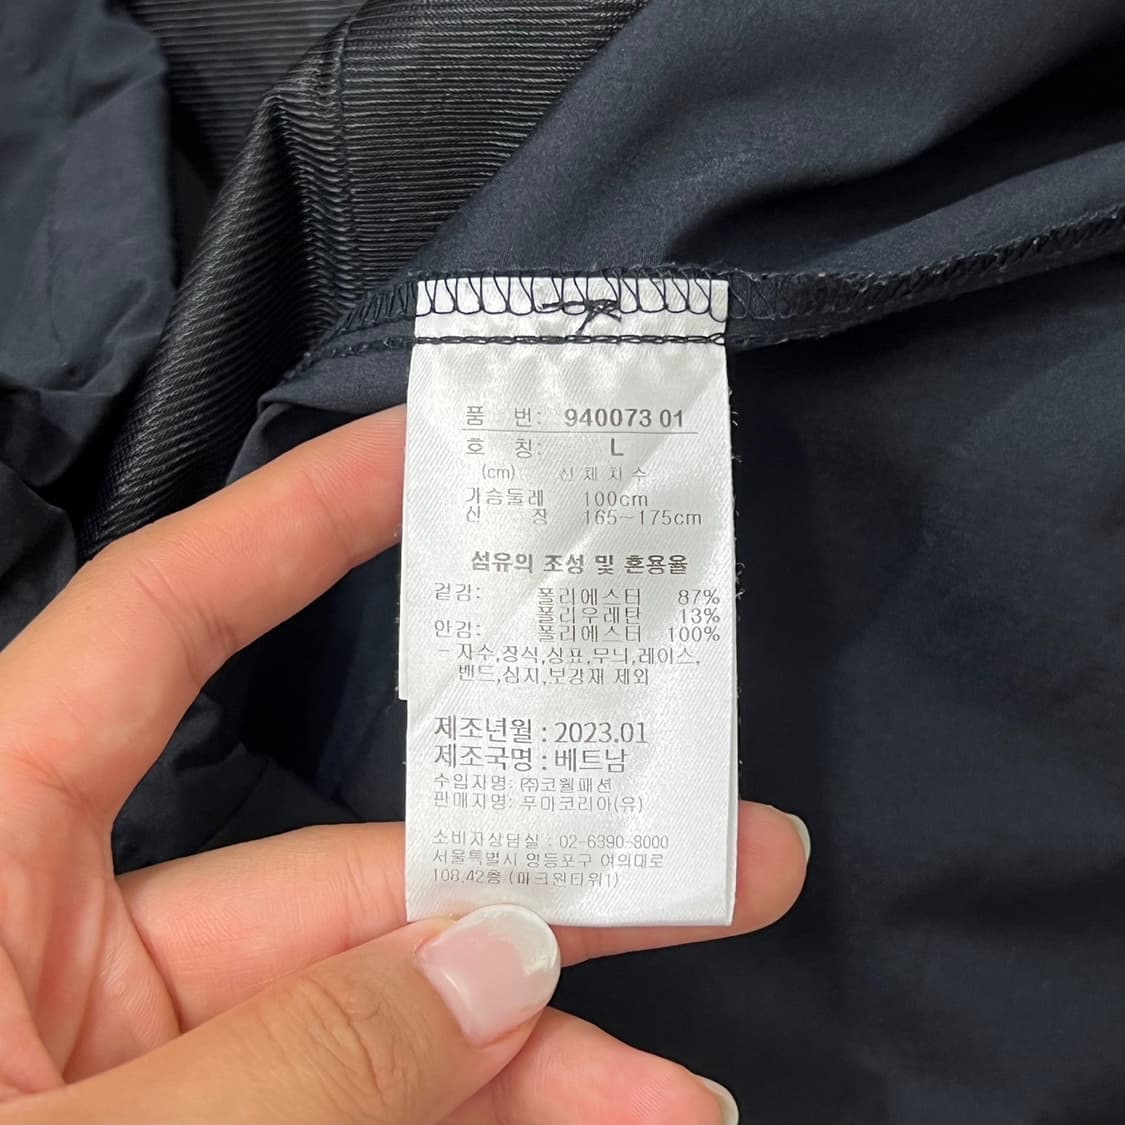 품 번: 940073 01
호 칭: L
(cm) 신체치수
가슴둘레 100cm
신 장 165~175cm
섬유의 조성 및 혼용율
겉감: 폴리에스터 87%
폴리우레탄 13%
안감: 폴리에스터 100%
- 자수,장식,상표,무늬,레이스,
밴드,심지,보강재 제외
제조년월 : 2023.01
제조국명 : 베트남
수입자명: ㈜코웰패션
판매자명: 푸마코리아(유)
소비자상담실 : 02-6390-8000
서울특별시 영등포구 여의대로
108,42층 (파크원타워1)